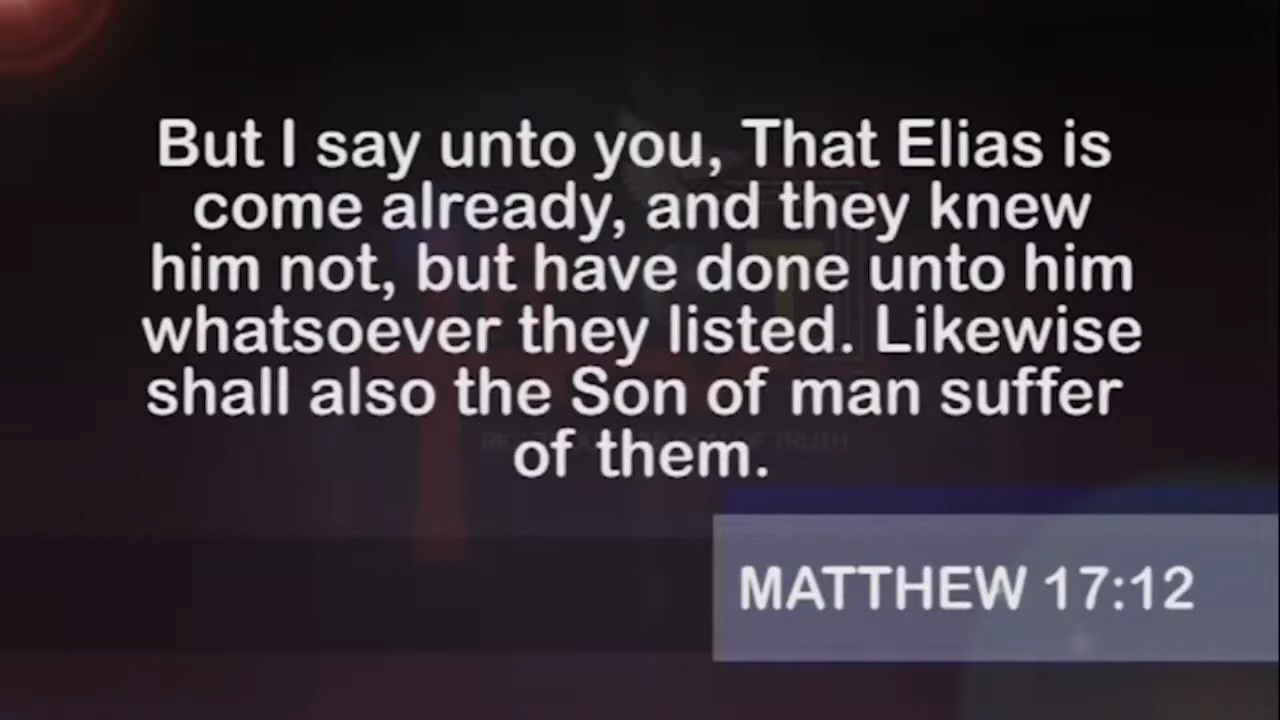 But I say unto you, That Elias is
come already, and they knew
him not, but have done unto him
whatsoever they listed. Likewise
shall also the Son of man suffer
of them.
MATTHEW 17:12